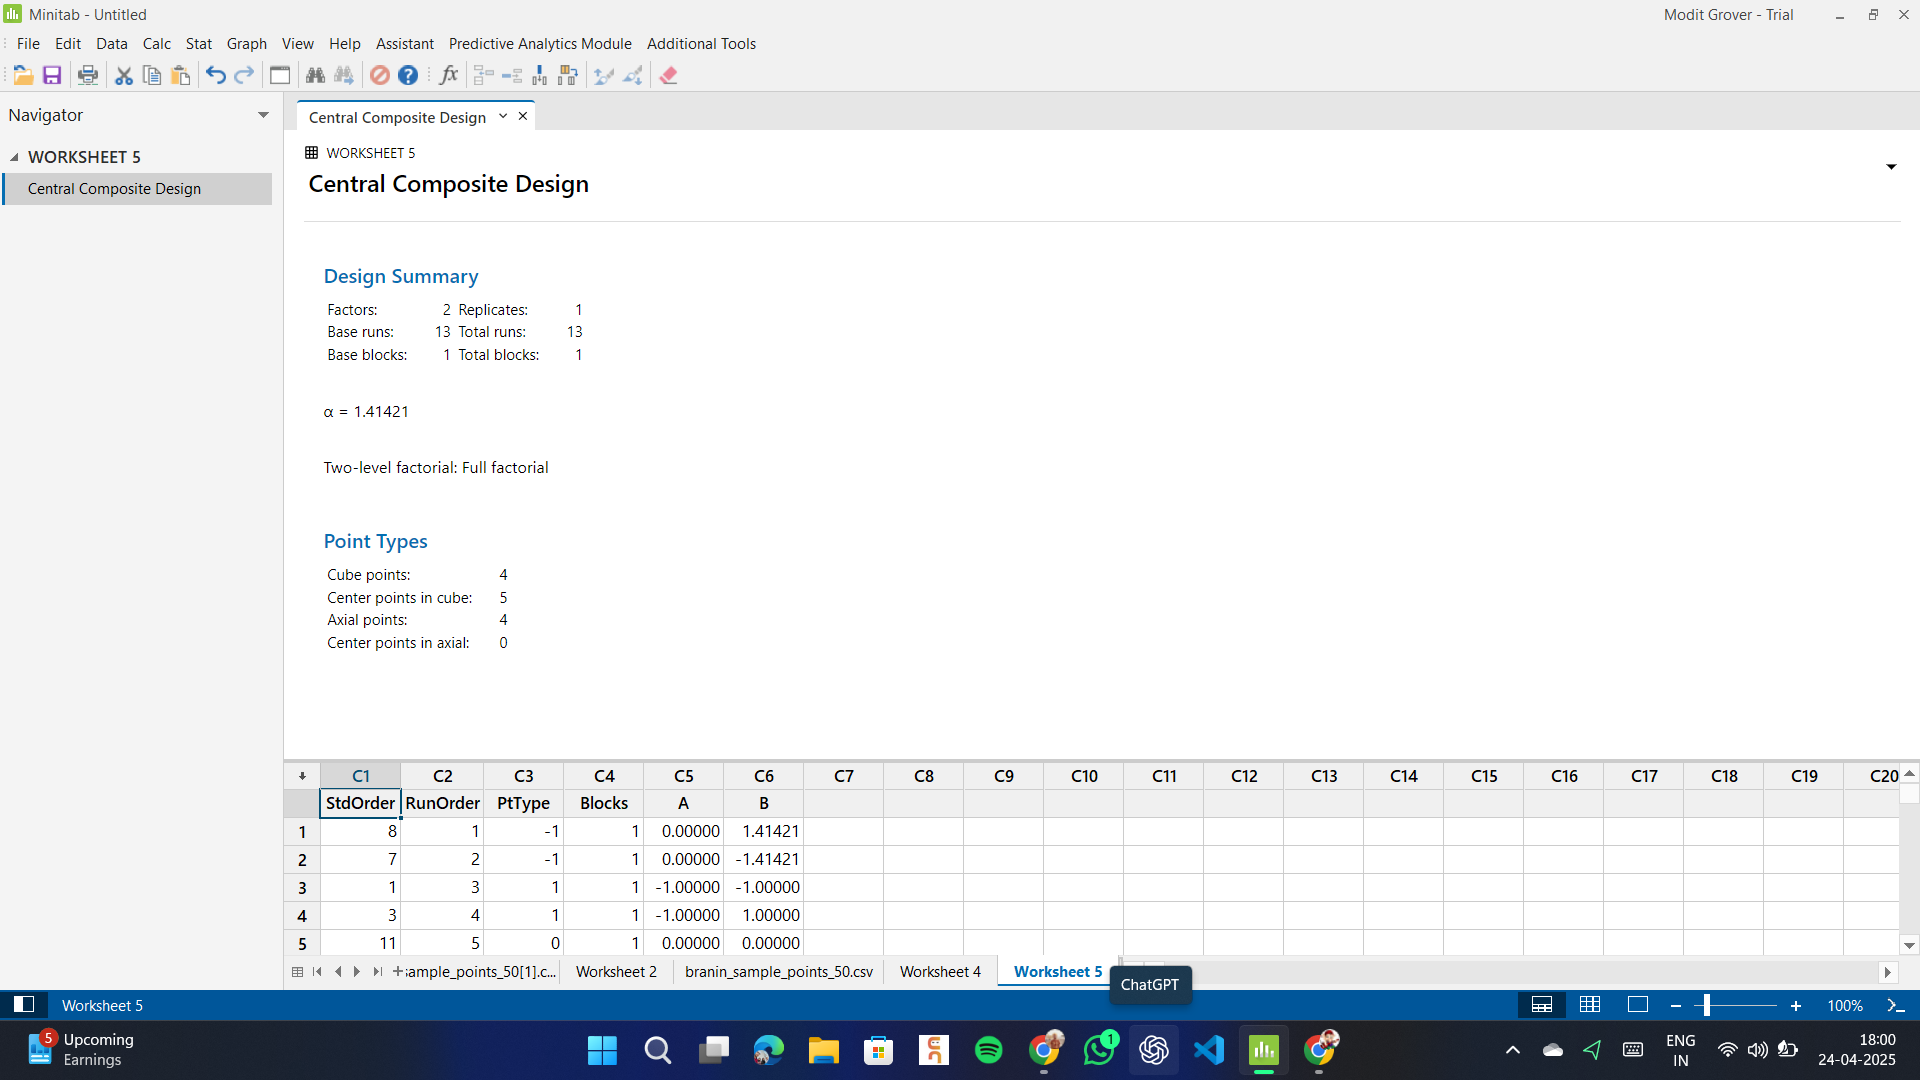 Minitab - Untitled
Modit Grover - Trial
File Edit Data Calc Stat Graph View Help Assistant Predictive Analytics Module Additional Tools
Navigator
Central Composite Design
WORKSHEET 5
Central Composite Design
WORKSHEET 5
Central Composite Design
Design Summary
Factors: 2 Replicates: 1
Base runs: 13 Total runs: 13
Base blocks: 1 Total blocks: 1
α = 1.41421
Two-level factorial: Full factorial
Point Types
Cube points: 4
Center points in cube: 5
Axial points: 4
Center points in axial: 0
C1 C2 C3 C4 C5 C6 C7 C8 C9 C10 C11 C12 C13 C14 C15 C16 C17 C18 C19 C20
StdOrder RunOrder PtType Blocks A B
1 8 1 -1 1 0.00000 1.41421
2 7 2 -1 1 0.00000 -1.41421
3 1 3 1 1 -1.00000 -1.00000
4 3 4 1 1 -1.00000 1.00000
5 11 5 0 1 0.00000 0.00000
sample_points_50[1].c... Worksheet 2 branin_sample_points_50.csv Worksheet 4 Worksheet 5
ChatGPT
Worksheet 5
100%
5
Upcoming
Earnings
1
ENG
IN
18:00
24-04-2025